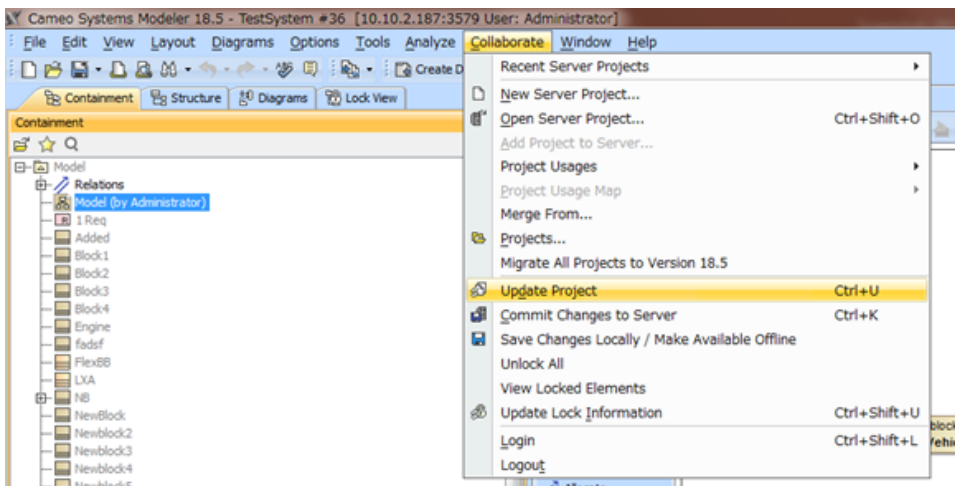 Cameo Systems Modeler 18.5 - TestSystem #36 [10.10.2.187:3579 User: Administrator]
File Edit View Layout Diagrams Options Tools Analyze Collaborate Window Help
Create D
Containment Structure Diagrams Lock View
Containment
Model
Relations
Model (by Administrator)
1 Req
Added
Block1
Block2
Block3
Block4
Engine
fadsf
FlexBB
LXA
NB
NewBlock
Newblock2
Newblock3
Newblock4
Newblock5
Recent Server Projects
New Server Project...
Open Server Project... Ctrl+Shift+O
Add Project to Server...
Project Usages
Project Usage Map
Merge From...
Projects...
Migrate All Projects to Version 18.5
Update Project Ctrl+U
Commit Changes to Server Ctrl+K
Save Changes Locally / Make Available Offline
Unlock All
View Locked Elements
Update Lock Information Ctrl+Shift+U
Login Ctrl+Shift+L
Logout
block